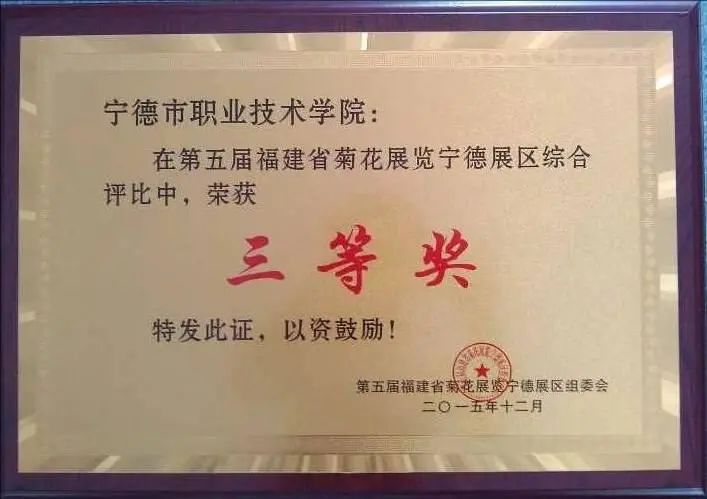 宁德市职业技术学院：
在第五届福建省菊花展览宁德展区综合
评比中，荣获
三等奖
特发此证，以资鼓励！
第五届福建省菊花展览宁德展区组委会
二〇一五年十二月